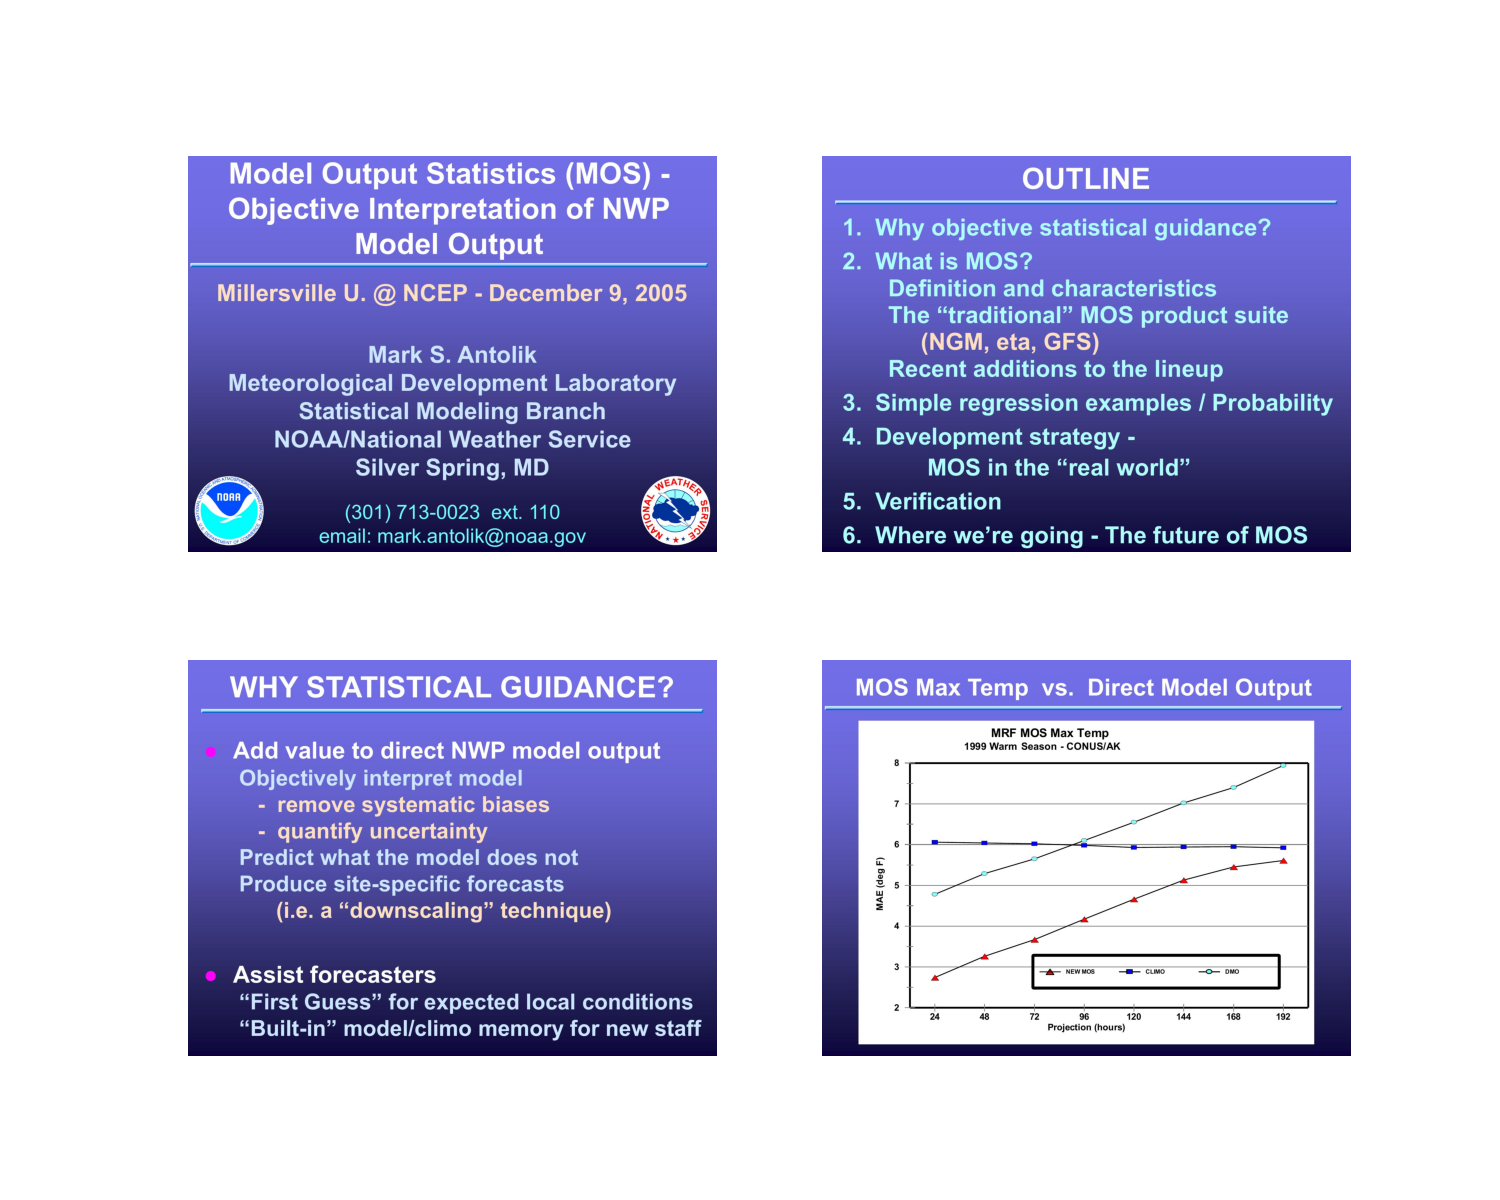 Model Output Statistics (MOS) -
Objective Interpretation of NWP
Model Output
Millersville U. @ NCEP - December 9, 2005
Mark S. Antolik
Meteorological Development Laboratory
Statistical Modeling Branch
NOAA/National Weather Service
Silver Spring, MD
(301) 713-0023 ext. 110
email: mark.antolik@noaa.gov
NOAA
NATIONAL WEATHER SERVICE
OUTLINE
1. Why objective statistical guidance?
2. What is MOS?
Definition and characteristics
The “traditional” MOS product suite
(NGM, eta, GFS)
Recent additions to the lineup
3. Simple regression examples / Probability
4. Development strategy -
MOS in the “real world”
5. Verification
6. Where we’re going - The future of MOS
WHY STATISTICAL GUIDANCE?
● Add value to direct NWP model output
Objectively interpret model
- remove systematic biases
- quantify uncertainty
Predict what the model does not
Produce site-specific forecasts
(i.e. a “downscaling” technique)
● Assist forecasters
“First Guess” for expected local conditions
“Built-in” model/climo memory for new staff
MOS Max Temp vs. Direct Model Output
MRF MOS Max Temp
1999 Warm Season - CONUS/AK
8
7
6
5
4
3
2
MAE (deg F)
NEW MOS CLIMO DMO
24 48 72 96 120 144 168 192
Projection (hours)